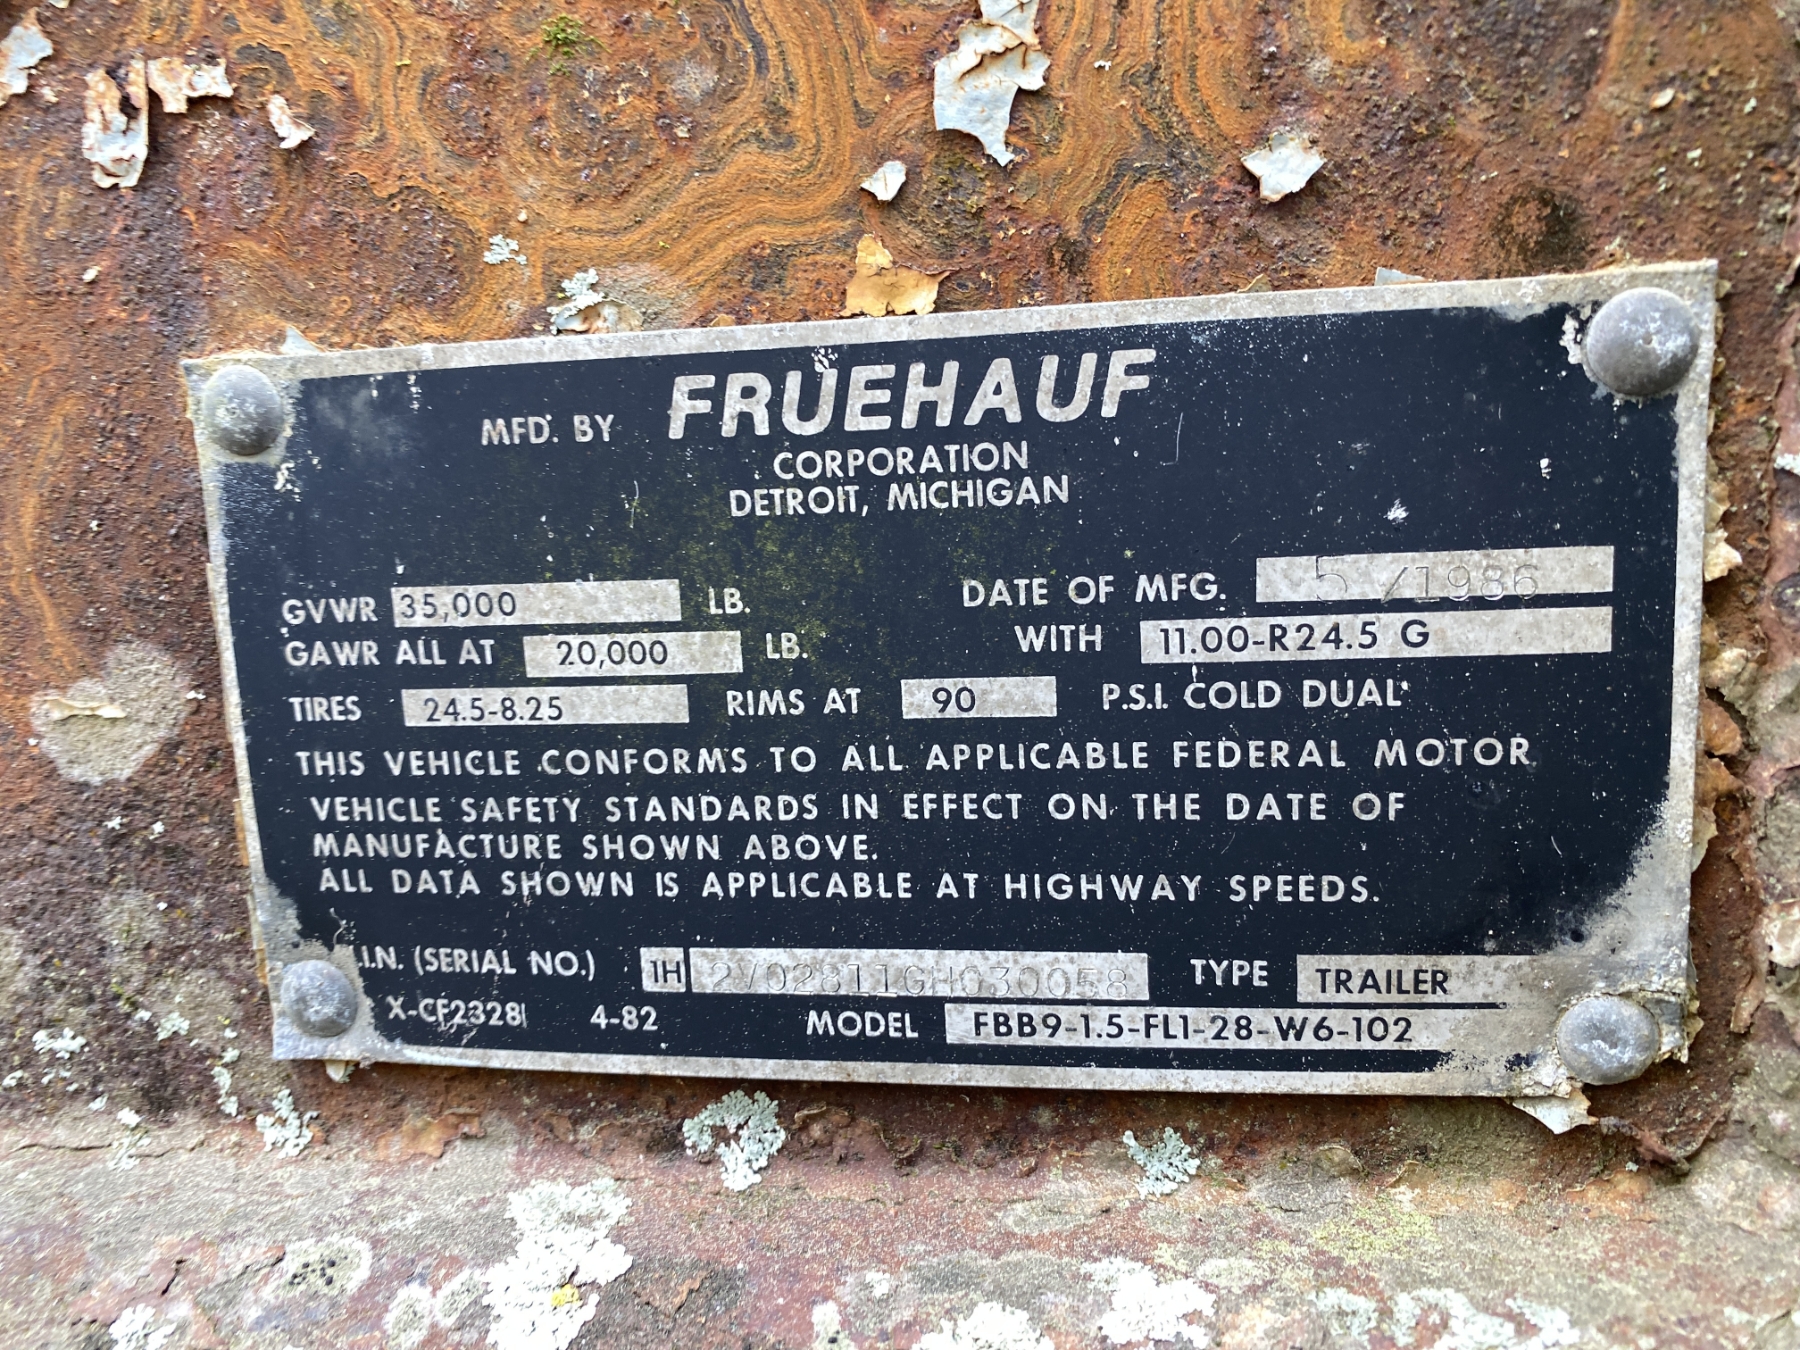 MFD. BY FRUEHAUF
CORPORATION
DETROIT, MICHIGAN
GVWR 35,000 LB. DATE OF MFG. 5 /1986
GAWR ALL AT 20,000 LB. WITH 11.00-R24.5 G
TIRES 24.5-8.25 RIMS AT 90 P.S.I. COLD DUAL
THIS VEHICLE CONFORMS TO ALL APPLICABLE FEDERAL MOTOR
VEHICLE SAFETY STANDARDS IN EFFECT ON THE DATE OF
MANUFACTURE SHOWN ABOVE.
ALL DATA SHOWN IS APPLICABLE AT HIGHWAY SPEEDS.
.I.N. (SERIAL NO.) 1H 2V02811GH030058 TYPE TRAILER
X-CF23281 4-82 MODEL FBB9-1.5-FL1-28-W6-102